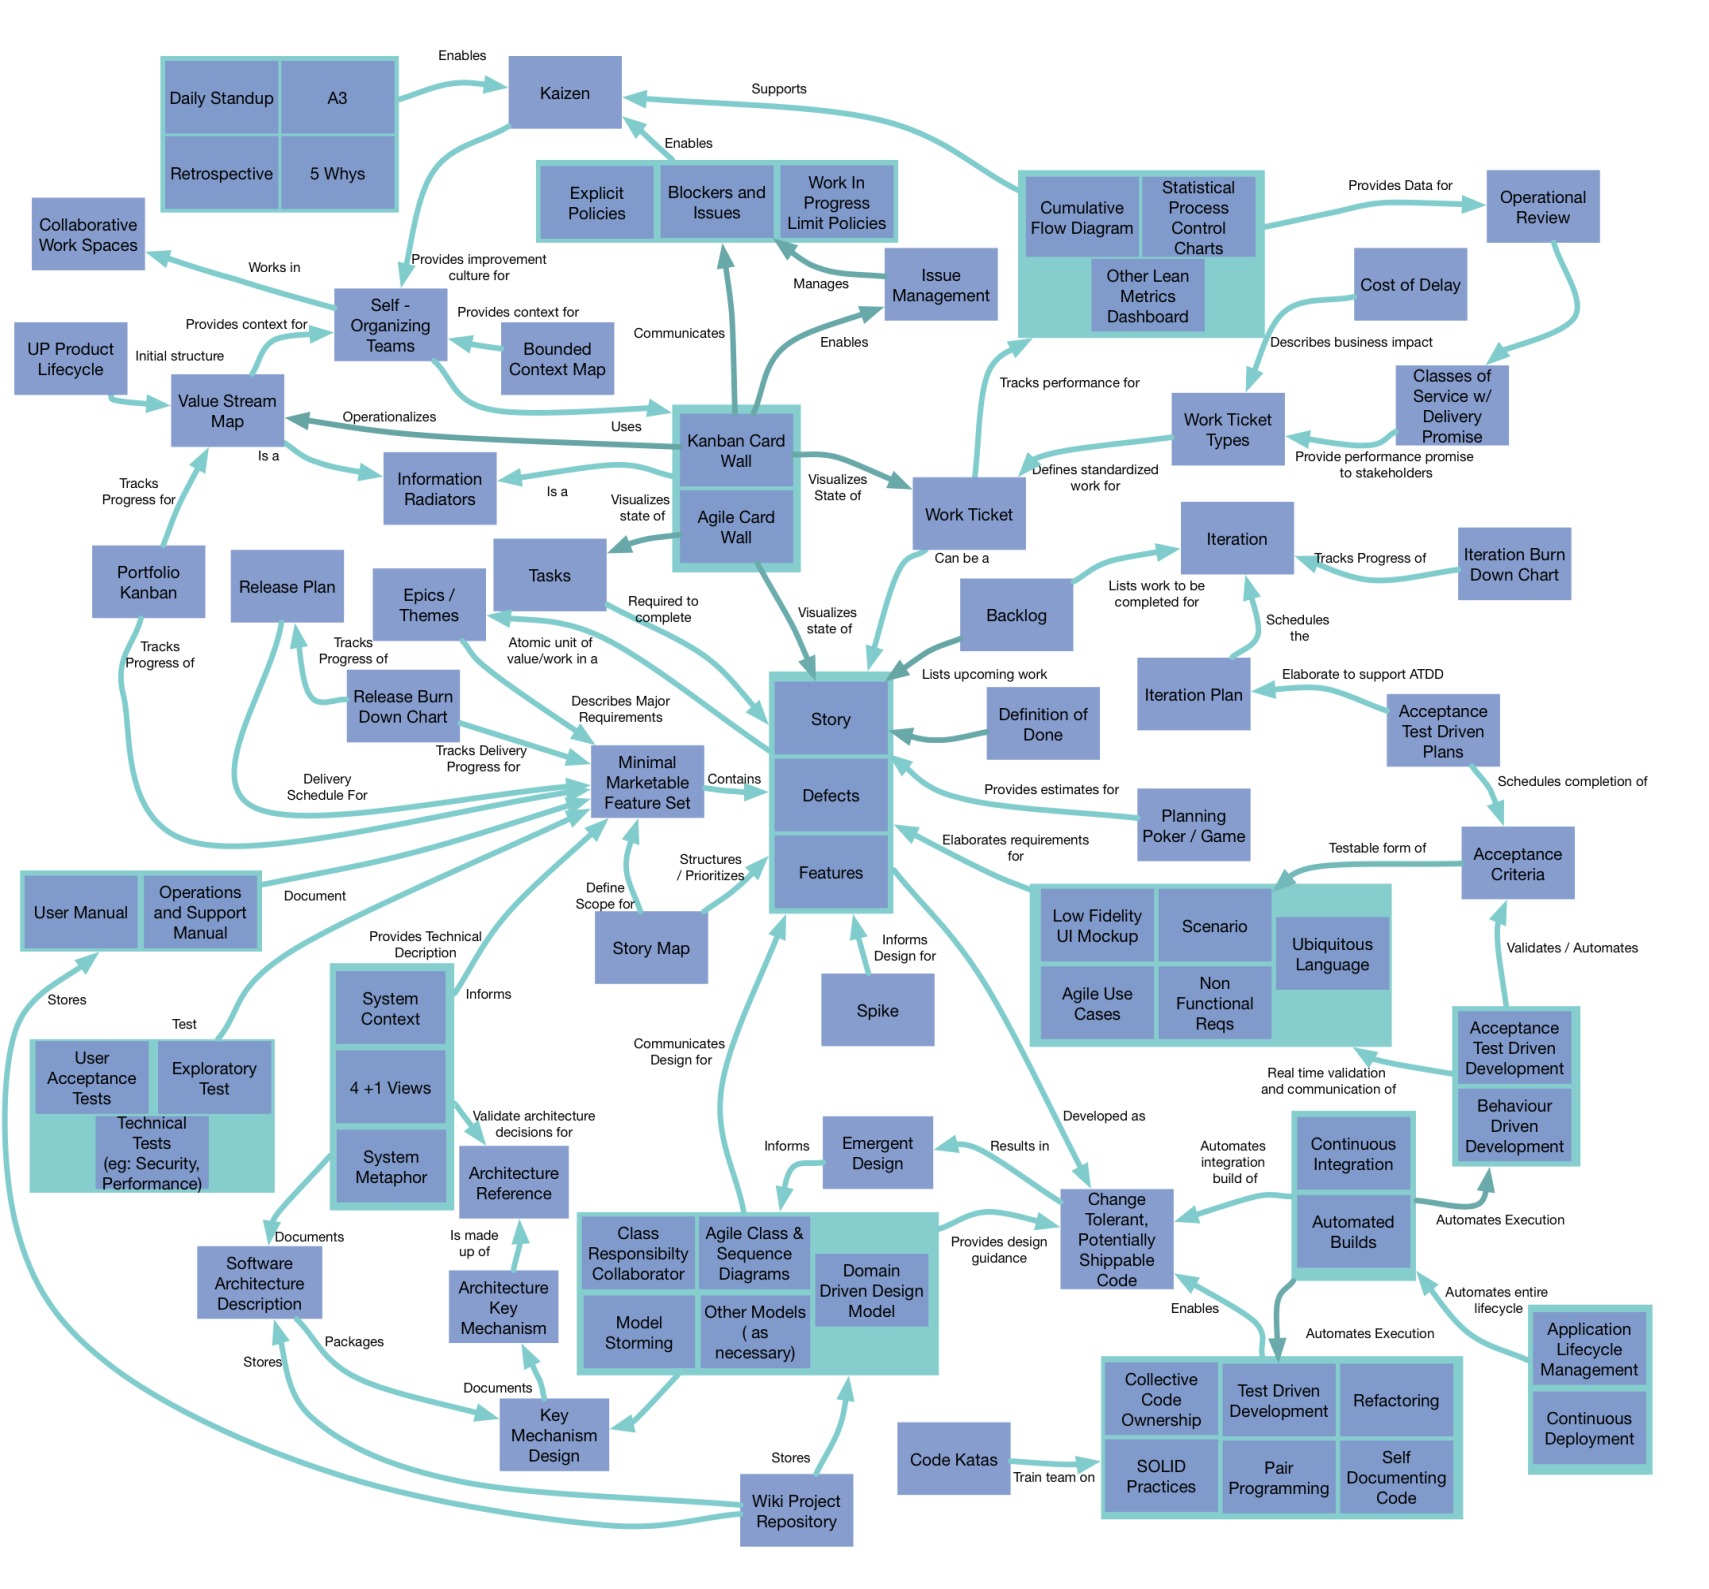 Enables
Daily Standup
A3
Retrospective
5 Whys
Kaizen
Supports
Enables
Explicit
Policies
Blockers and
Issues
Work In
Progress
Limit Policies
Cumulative
Flow Diagram
Statistical
Process
Control
Charts
Other Lean
Metrics
Dashboard
Provides Data for
Operational
Review
Collaborative
Work Spaces
Works in
Provides improvement
culture for
Manages
Issue
Management
Cost of Delay
Self -
Organizing
Teams
Provides context for
Provides context for
Bounded
Context Map
Communicates
Enables
Describes business impact
UP Product
Lifecycle
Initial structure
Value Stream
Map
Operationalizes
Uses
Tracks performance for
Work Ticket
Types
Classes of
Service w/
Delivery
Promise
Provide performance promise
to stakeholders
Is a
Information
Radiators
Is a
Kanban Card
Wall
Agile Card
Wall
Visualizes
State of
Visualizes
state of
Defines standardized
work for
Work Ticket
Tracks
Progress for
Portfolio
Kanban
Release Plan
Epics /
Themes
Tasks
Required to
complete
Can be a
Iteration
Tracks Progress of
Iteration Burn
Down Chart
Backlog
Lists work to be
completed for
Schedules
the
Visualizes
state of
Atomic unit of
value/work in a
Tracks
Progress of
Tracks
Progress of
Release Burn
Down Chart
Lists upcoming work
Iteration Plan
Elaborate to support ATDD
Acceptance
Test Driven
Plans
Describes Major
Requirements
Tracks Delivery
Progress for
Story
Defects
Features
Definition of
Done
Delivery
Schedule For
Minimal
Marketable
Feature Set
Contains
Provides estimates for
Planning
Poker / Game
Schedules completion of
Elaborates requirements
for
Testable form of
Acceptance
Criteria
User Manual
Operations
and Support
Manual
Document
Define
Scope for
Structures
/ Prioritizes
Story Map
Informs
Design for
Spike
Low Fidelity
UI Mockup
Scenario
Ubiquitous
Language
Agile Use
Cases
Non
Functional
Reqs
Validates / Automates
Provides Technical
Decription
Informs
System
Context
4 +1 Views
System
Metaphor
Stores
Test
User
Acceptance
Tests
Exploratory
Test
Technical
Tests
(eg: Security,
Performance)
Communicates
Design for
Real time validation
and communication of
Acceptance
Test Driven
Development
Behaviour
Driven
Development
Validate architecture
decisions for
Architecture
Reference
Informs
Emergent
Design
Results in
Developed as
Automates
integration
build of
Continuous
Integration
Automated
Builds
Automates Execution
Documents
Software
Architecture
Description
Is made
up of
Architecture
Key
Mechanism
Class
Responsibilty
Collaborator
Agile Class &
Sequence
Diagrams
Domain
Driven Design
Model
Model
Storming
Other Models
( as
necessary)
Provides design
guidance
Change
Tolerant,
Potentially
Shippable
Code
Enables
Automates Execution
Automates entire
lifecycle
Application
Lifecycle
Management
Continuous
Deployment
Packages
Stores
Documents
Key
Mechanism
Design
Stores
Wiki Project
Repository
Code Katas
Train team on
Collective
Code
Ownership
Test Driven
Development
Refactoring
SOLID
Practices
Pair
Programming
Self
Documenting
Code